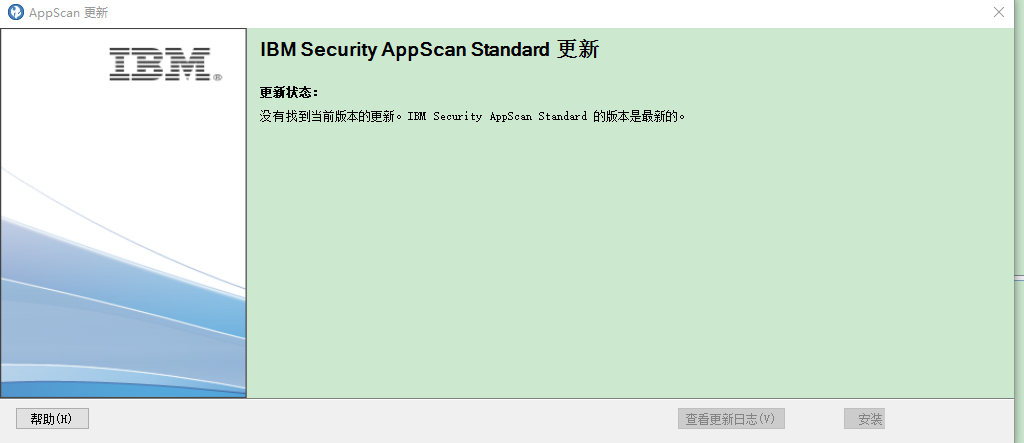 AppScan 更新
IBM®
IBM Security AppScan Standard 更新
更新状态:
没有找到当前版本的更新。IBM Security AppScan Standard 的版本是最新的。
帮助(H)
查看更新日志(V)
安装